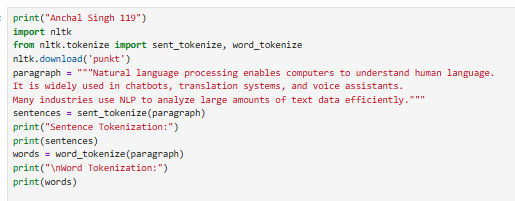 print("Anchal Singh 119")
import nltk
from nltk.tokenize import sent_tokenize, word_tokenize
nltk.download('punkt')
paragraph = """Natural language processing enables computers to understand human language.
It is widely used in chatbots, translation systems, and voice assistants.
Many industries use NLP to analyze large amounts of text data efficiently."""
sentences = sent_tokenize(paragraph)
print("Sentence Tokenization:")
print(sentences)
words = word_tokenize(paragraph)
print("\nWord Tokenization:")
print(words)